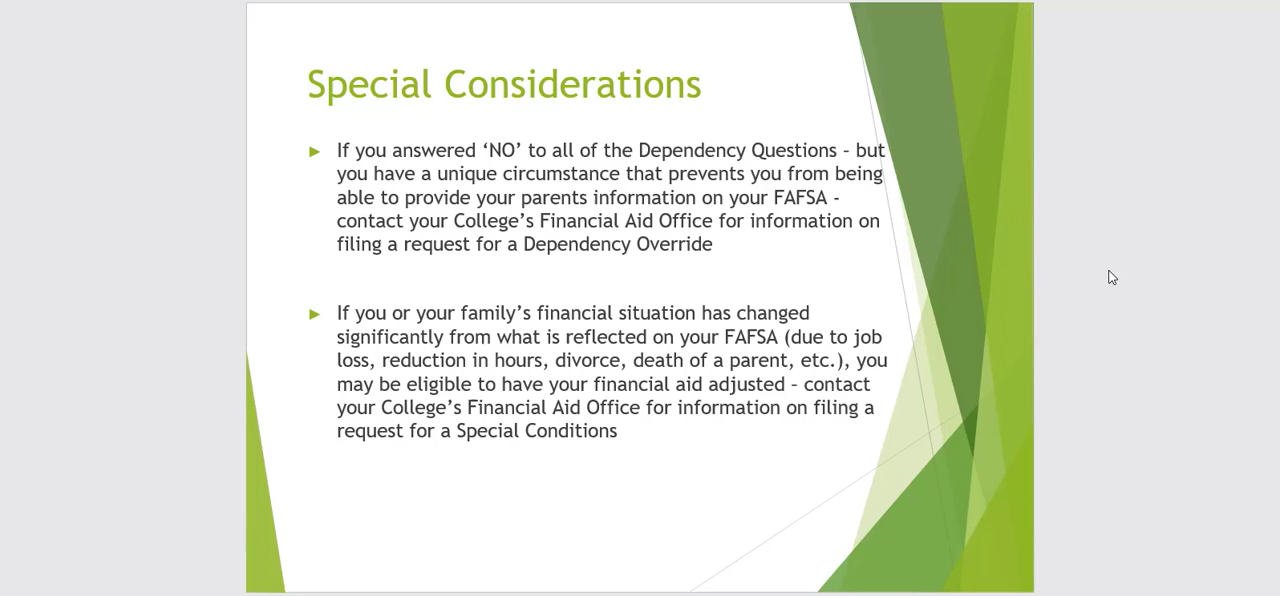 Special Considerations
If you answered ‘NO’ to all of the Dependency Questions – but
you have a unique circumstance that prevents you from being
able to provide your parents information on your FAFSA -
contact your College’s Financial Aid Office for information on
filing a request for a Dependency Override
If you or your family’s financial situation has changed
significantly from what is reflected on your FAFSA (due to job
loss, reduction in hours, divorce, death of a parent, etc.), you
may be eligible to have your financial aid adjusted – contact
your College’s Financial Aid Office for information on filing a
request for a Special Conditions